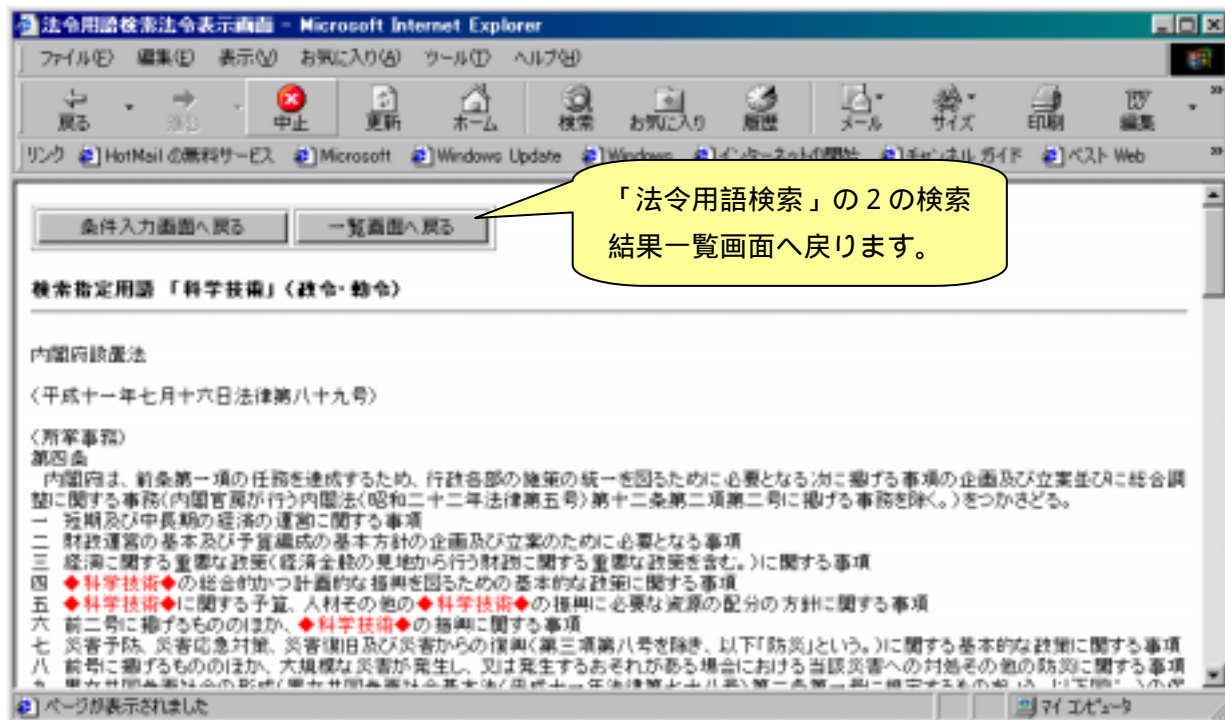 法令用語検索法令表示画面 - Microsoft Internet Explorer
ファイル(F) 編集(E) 表示(V) お気に入り(A) ツール(T) ヘルプ(H)
戻る 進む 中止 更新 ホーム 検索 お気に入り 履歴 メール サイズ 印刷 編集
リンク HotMail の無料サービス Microsoft Windows Update Windows インターネットの開始 チャンネル ガイド ベスト Web
「法令用語検索」の2の検索
結果一覧画面へ戻ります。
条件入力画面へ戻る 一覧画面へ戻る
検索指定用語 「科学技術」(政令・勅令)
内閣府設置法
(平成十一年七月十六日法律第八十九号)
(所掌事務)
第四条
内閣府は、前条第一項の任務を達成するため、行政各部の施策の統一を図るために必要となる次に掲げる事項の企画及び立案並びに総合調
整に関する事務(内閣官房が行う内閣法(昭和二十二年法律第五号)第十二条第二項第二号に掲げる事務を除く。)をつかさどる。
一 短期及び中長期の経済の運営に関する事項
二 財政運営の基本及び予算編成の基本方針の企画及び立案のために必要となる事項
三 経済に関する重要な政策(経済全般の見地から行う財政に関する重要な政策を含む。)に関する事項
四 ◆科学技術◆の総合的かつ計画的な振興を図るための基本的な政策に関する事項
五 ◆科学技術◆に関する予算、人材その他の◆科学技術◆の振興に必要な資源の配分の方針に関する事項
六 前二号に掲げるもののほか、◆科学技術◆の振興に関する事項
七 災害予防、災害応急対策、災害復旧及び災害からの復興(第三項第八号を除き、以下「防災」という。)に関する基本的な政策に関する事項
八 前号に掲げるもののほか、大規模な災害が発生し、又は発生するおそれがある場合における当該災害への対処その他の防災に関する事項
ページが表示されました マイ コンピュータ